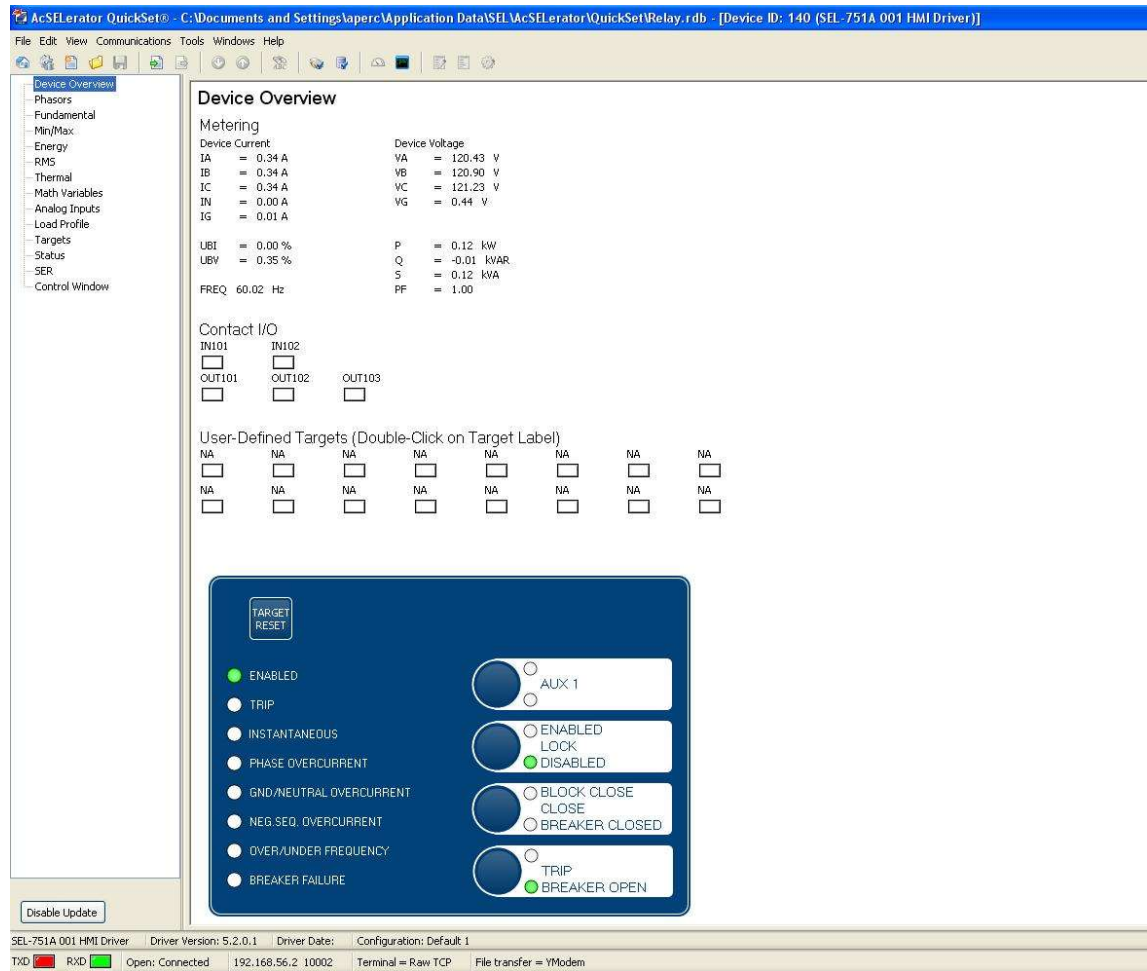 AcSELerator QuickSet® - C:\Documents and Settings\aperc\Application Data\SEL\AcSELerator\QuickSet\Relay.rdb - [Device ID: 140 (SEL-751A 001 HMI Driver)]
File Edit View Communications Tools Windows Help
Device Overview
Phasors
Fundamental
Min/Max
Energy
RMS
Thermal
Math Variables
Analog Inputs
Load Profile
Targets
Status
SER
Control Window
Disable Update
Device Overview
Metering
Device Current Device Voltage
IA = 0.34 A VA = 120.43 V
IB = 0.34 A VB = 120.90 V
IC = 0.34 A VC = 121.23 V
IN = 0.00 A VG = 0.44 V
IG = 0.01 A
UBI = 0.00 % P = 0.12 kW
UBV = 0.35 % Q = -0.01 kVAR
S = 0.12 kVA
FREQ 60.02 Hz PF = 1.00
Contact I/O
IN101 IN102
OUT101 OUT102 OUT103
User-Defined Targets (Double-Click on Target Label)
NA NA NA NA NA NA NA NA
NA NA NA NA NA NA NA NA
TARGET
RESET
ENABLED
TRIP
INSTANTANEOUS
PHASE OVERCURRENT
GND/NEUTRAL OVERCURRENT
NEG.SEQ. OVERCURRENT
OVER/UNDER FREQUENCY
BREAKER FAILURE
AUX 1
ENABLED
LOCK
DISABLED
BLOCK CLOSE
CLOSE
BREAKER CLOSED
TRIP
BREAKER OPEN
SEL-751A 001 HMI Driver Driver Version: 5.2.0.1 Driver Date: Configuration: Default 1
TXD RXD Open: Connected 192.168.56.2 10002 Terminal = Raw TCP File transfer = YModem